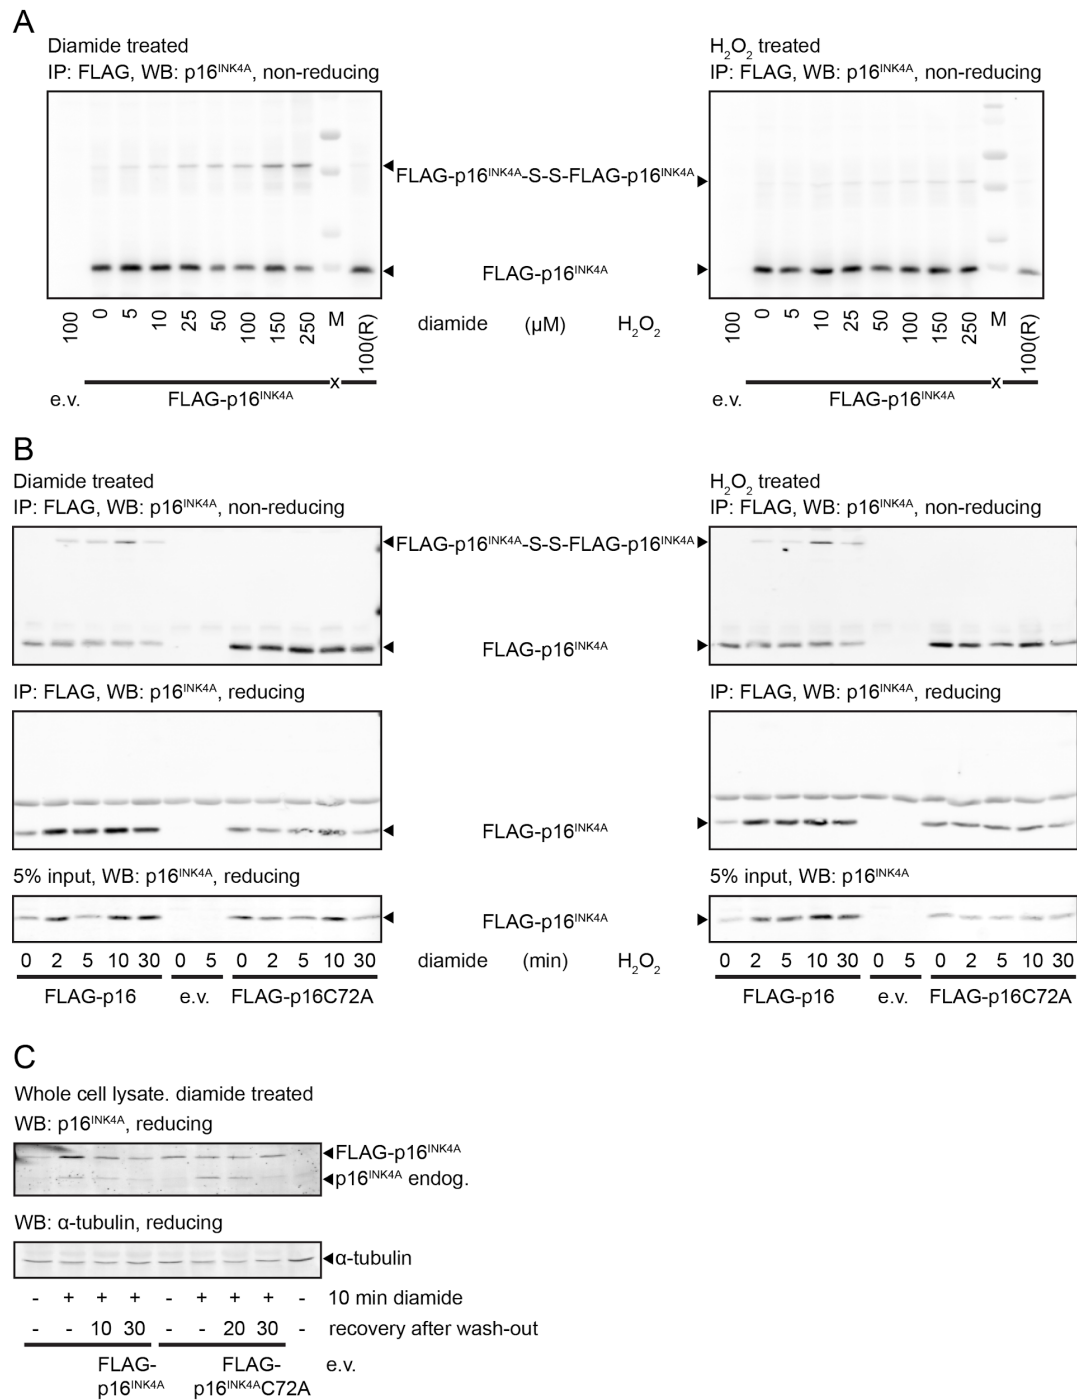 A
Diamide treated
IP: FLAG, WB: p16INK4A, non-reducing
H2O2 treated
IP: FLAG, WB: p16INK4A, non-reducing
FLAG-p16INK4A-S-S-FLAG-p16INK4A
FLAG-p16INK4A
100 0 5 10 25 50 100 150 250 M 100(R)
diamide (µM) H2O2
100 0 5 10 25 50 100 150 250 M 100(R)
x
x
e.v. FLAG-p16INK4A
e.v. FLAG-p16INK4A
B
Diamide treated
IP: FLAG, WB: p16INK4A, non-reducing
H2O2 treated
IP: FLAG, WB: p16INK4A, non-reducing
FLAG-p16INK4A-S-S-FLAG-p16INK4A
FLAG-p16INK4A
IP: FLAG, WB: p16INK4A, reducing
IP: FLAG, WB: p16INK4A, reducing
FLAG-p16INK4A
5% input, WB: p16INK4A, reducing
5% input, WB: p16INK4A
FLAG-p16INK4A
0 2 5 10 30 0 5 0 2 5 10 30
diamide (min) H2O2
0 2 5 10 30 0 5 0 2 5 10 30
FLAG-p16 e.v. FLAG-p16C72A
FLAG-p16 e.v. FLAG-p16C72A
C
Whole cell lysate. diamide treated
WB: p16INK4A, reducing
FLAG-p16INK4A
p16INK4A endog.
WB: α-tubulin, reducing
α-tubulin
- + + + - + + + - 10 min diamide
- - 10 30 - - 20 30 - recovery after wash-out
FLAG- FLAG- e.v.
p16INK4A p16INK4AC72A